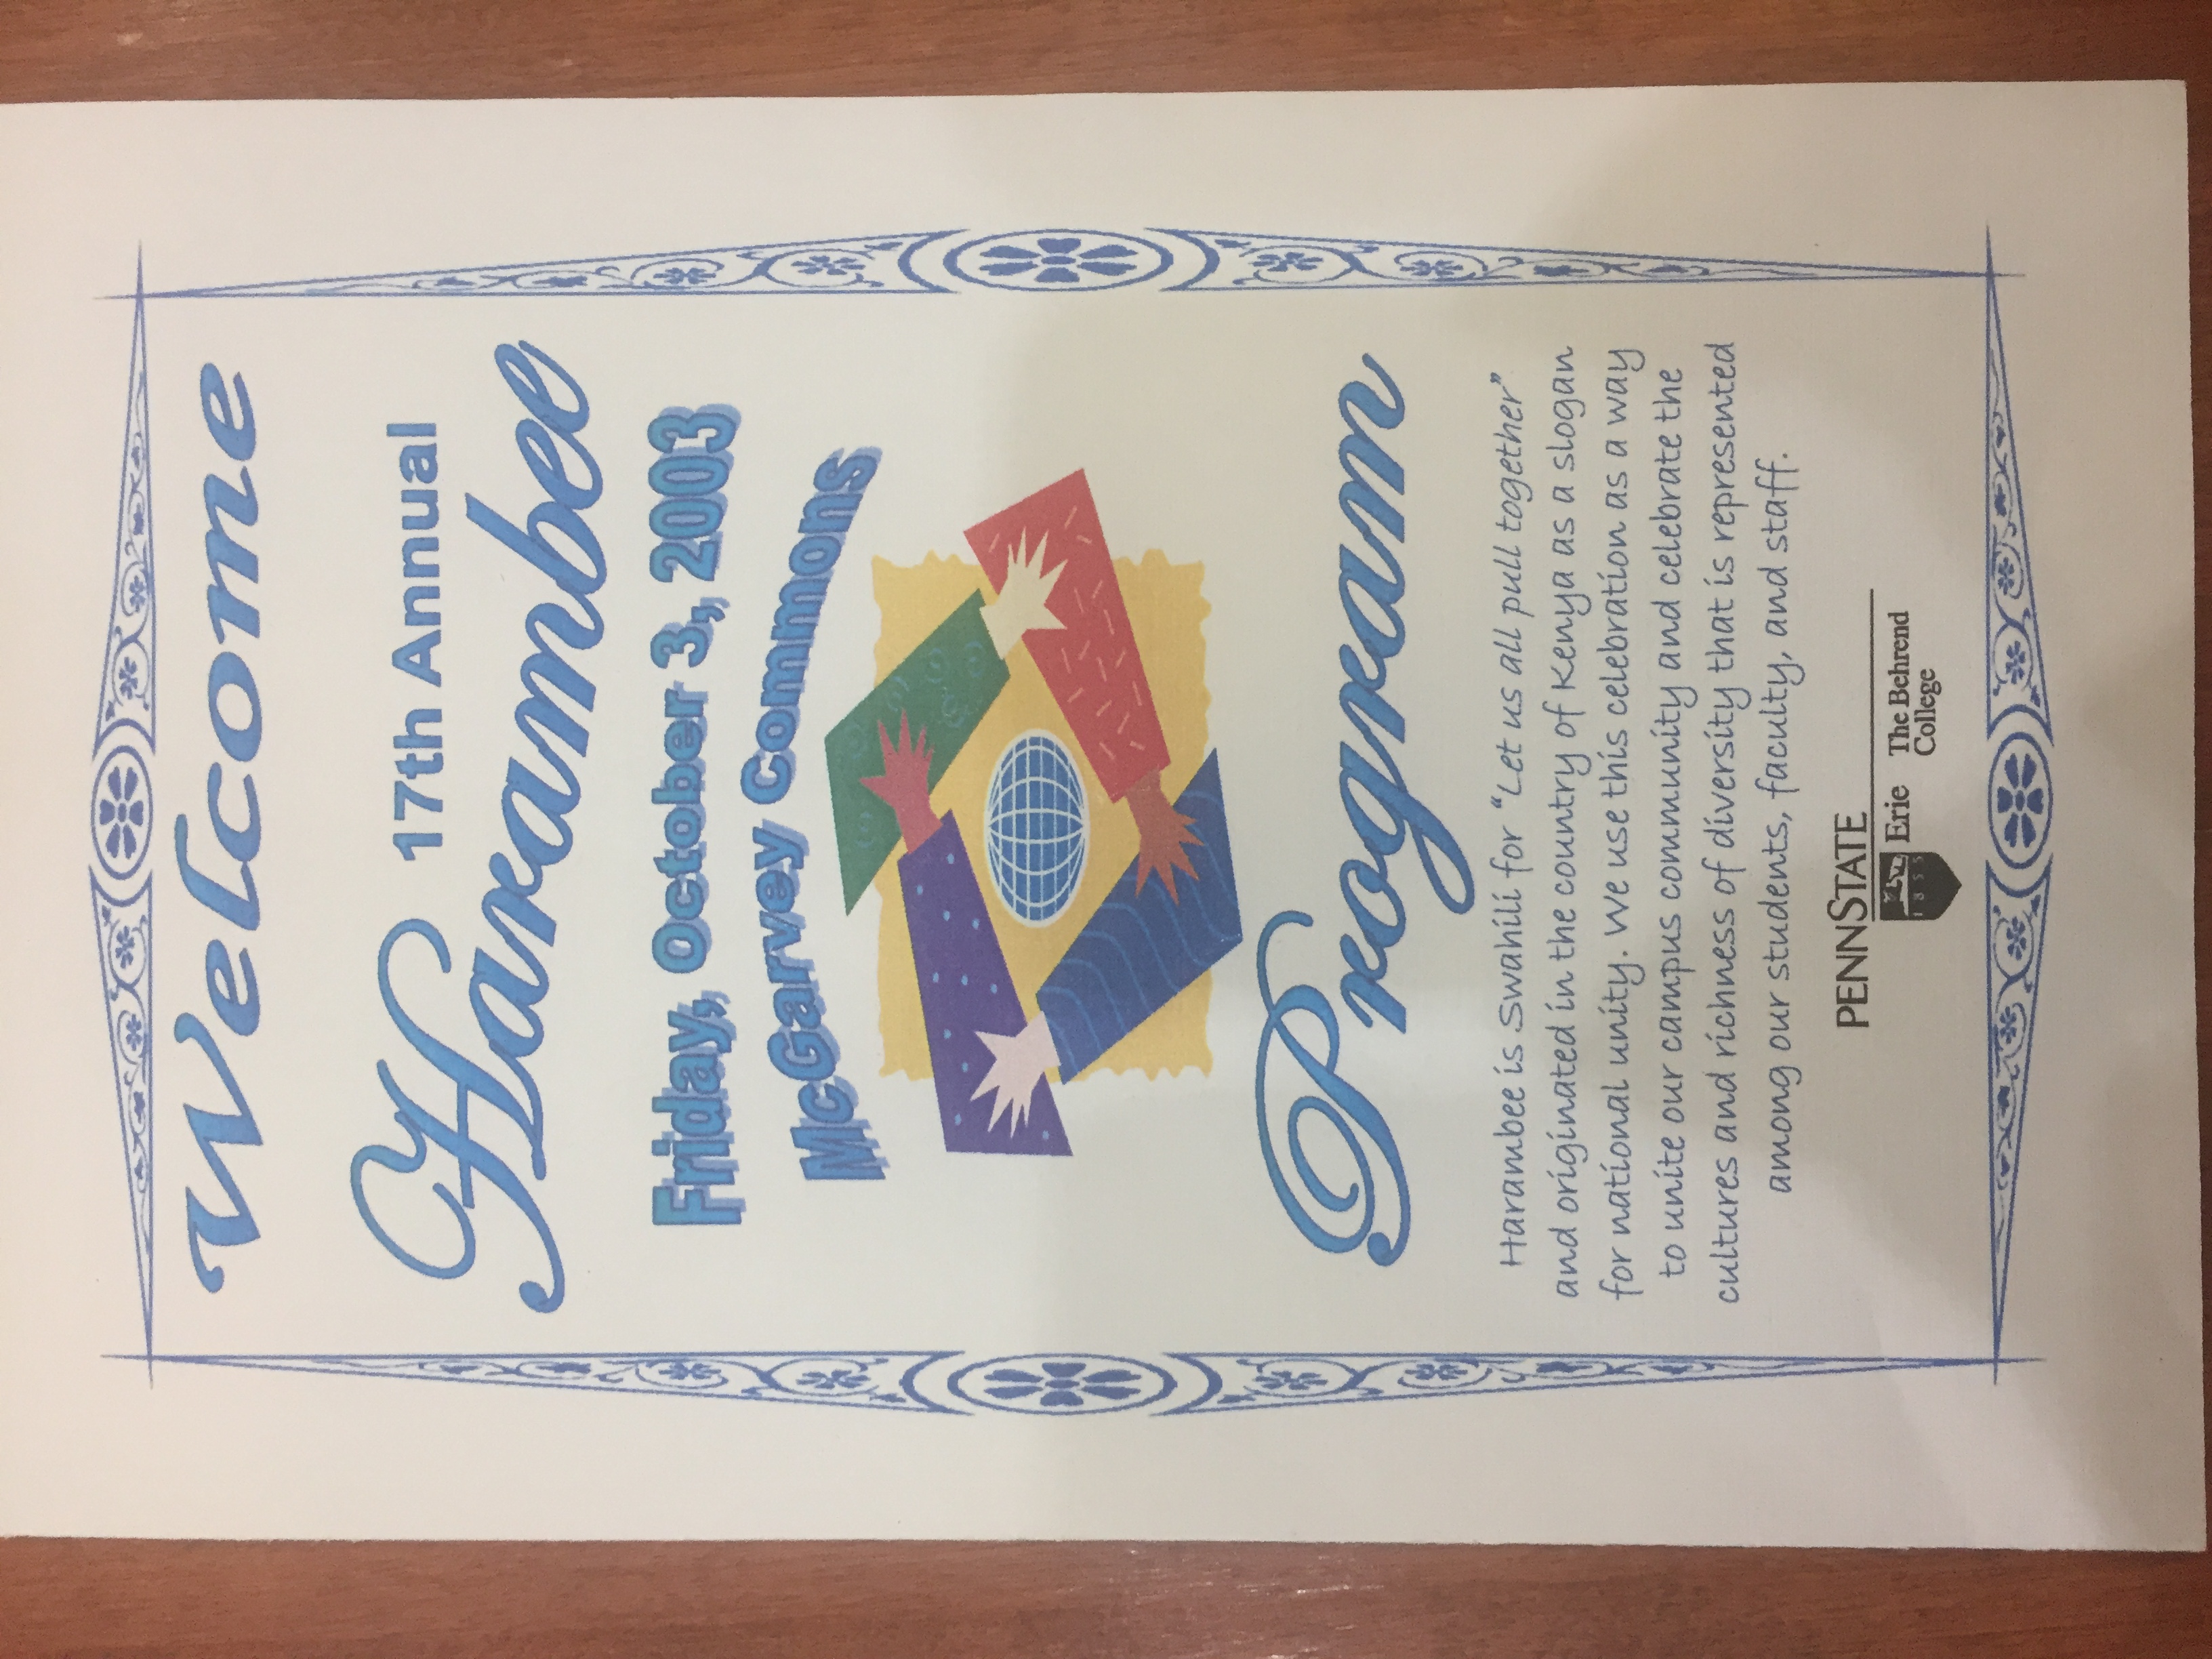 Welcome
17th Annual
Harambee
Friday, October 3, 2003
McGarvey Commons
Program
Harambee is Swahili for “Let us all pull together”
and originated in the country of Kenya as a slogan
for national unity. We use this celebration as a way
to unite our campus community and celebrate the
cultures and richness of diversity that is represented
among our students, faculty, and staff.
PENNSTATE
1855
Erie The Behrend
College